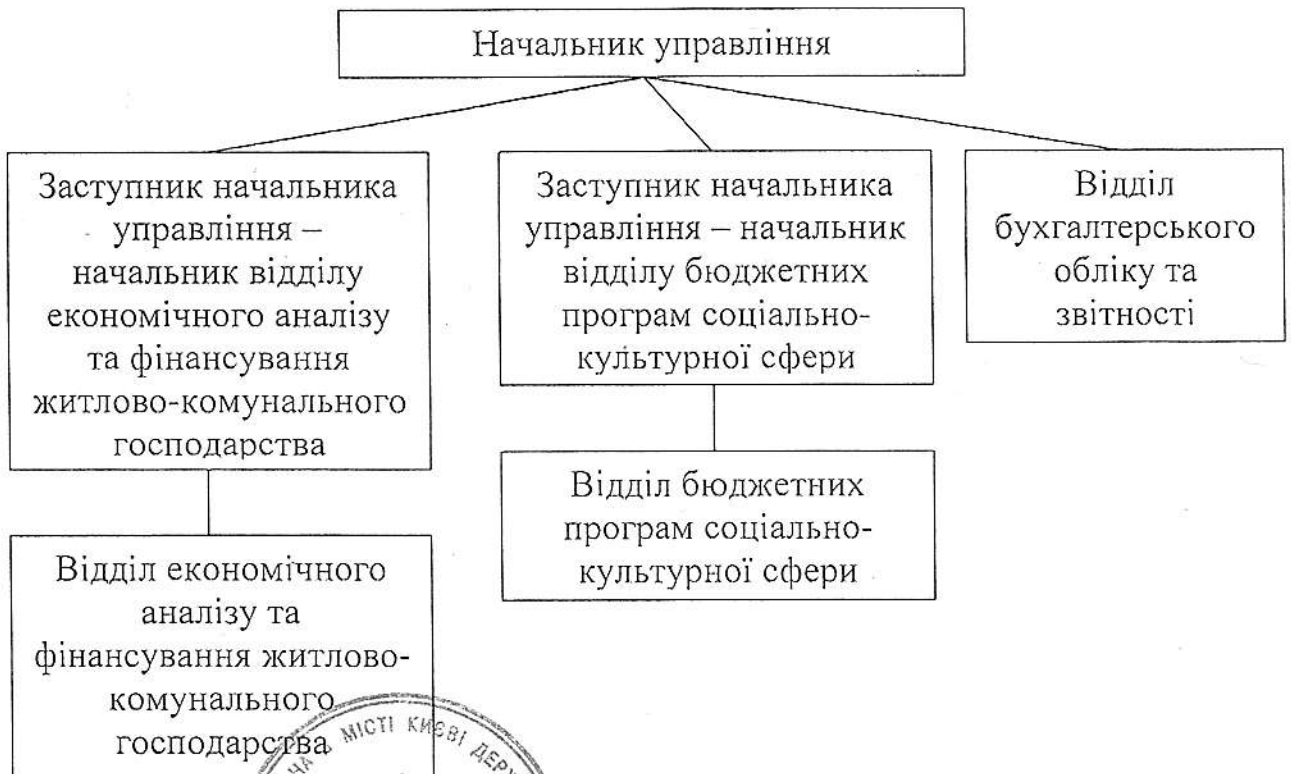 Начальник управління
Заступник начальника
управління –
начальник відділу
економічного аналізу
та фінансування
житлово-комунального
господарства
Заступник начальника
управління – начальник
відділу бюджетних
програм соціально-
культурної сфери
Відділ
бухгалтерського
обліку та
звітності
Відділ бюджетних
програм соціально-
культурної сфери
Відділ економічного
аналізу та
фінансування житлово-
комунального
господарства
МІСТІ КИЄВІ